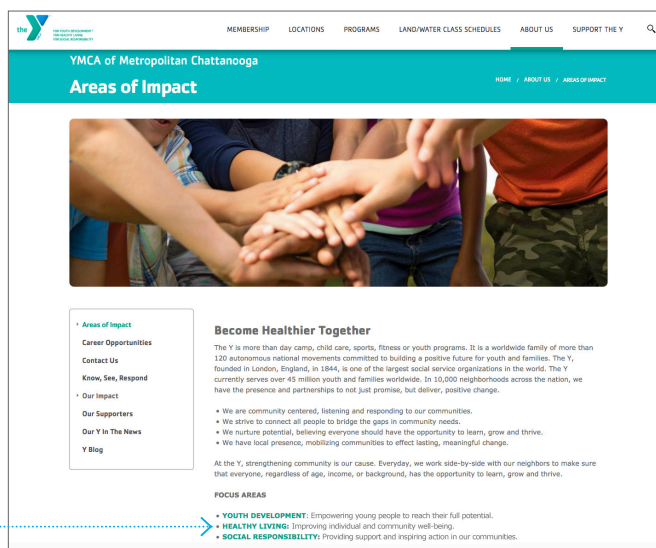 the
FOR YOUTH DEVELOPMENT®
FOR HEALTHY LIVING
FOR SOCIAL RESPONSIBILITY
MEMBERSHIP LOCATIONS PROGRAMS LAND/WATER CLASS SCHEDULES ABOUT US SUPPORT THE Y
YMCA of Metropolitan Chattanooga
Areas of Impact
HOME / ABOUT US / AREAS OF IMPACT
Areas of Impact
Career Opportunities
Contact Us
Know, See, Respond
Our Impact
Our Supporters
Our Y In The News
Y Blog
Become Healthier Together
The Y is more than day camp, child care, sports, fitness or youth programs. It is a worldwide family of more than
120 autonomous national movements committed to building a positive future for youth and families. The Y,
founded in London, England, in 1844, is one of the largest social service organizations in the world. The Y
currently serves over 45 million youth and families worldwide. In 10,000 neighborhoods across the nation, we
have the presence and partnerships to not just promise, but deliver, positive change.
• We are community centered, listening and responding to our communities.
• We strive to connect all people to bridge the gaps in community needs.
• We nurture potential, believing everyone should have the opportunity to learn, grow and thrive.
• We have local presence, mobilizing communities to effect lasting, meaningful change.
At the Y, strengthening community is our cause. Everyday, we work side-by-side with our neighbors to make sure
that everyone, regardless of age, income, or background, has the opportunity to learn, grow and thrive.
FOCUS AREAS
• YOUTH DEVELOPMENT: Empowering young people to reach their full potential.
• HEALTHY LIVING: Improving individual and community well-being.
• SOCIAL RESPONSIBILITY: Providing support and inspiring action in our communities.